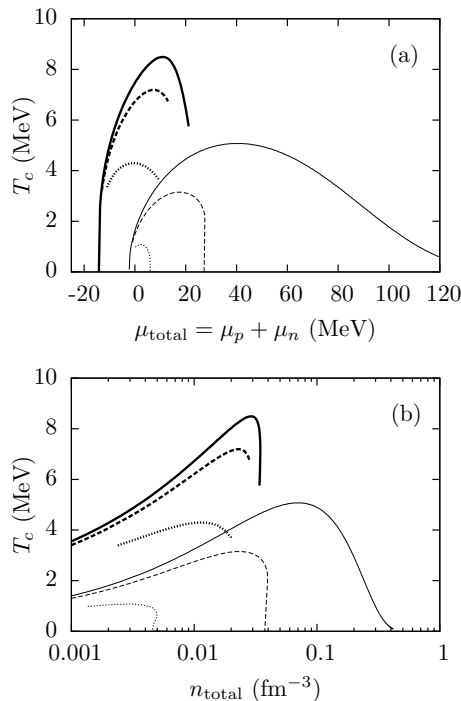 10
(a)
8
6
4
2
0
T_c (MeV)
-20 0 20 40 60 80 100 120
μ_total = μ_p + μ_n (MeV)
10
(b)
8
6
4
2
0
T_c (MeV)
0.001 0.01 0.1 1
n_total (fm⁻³)